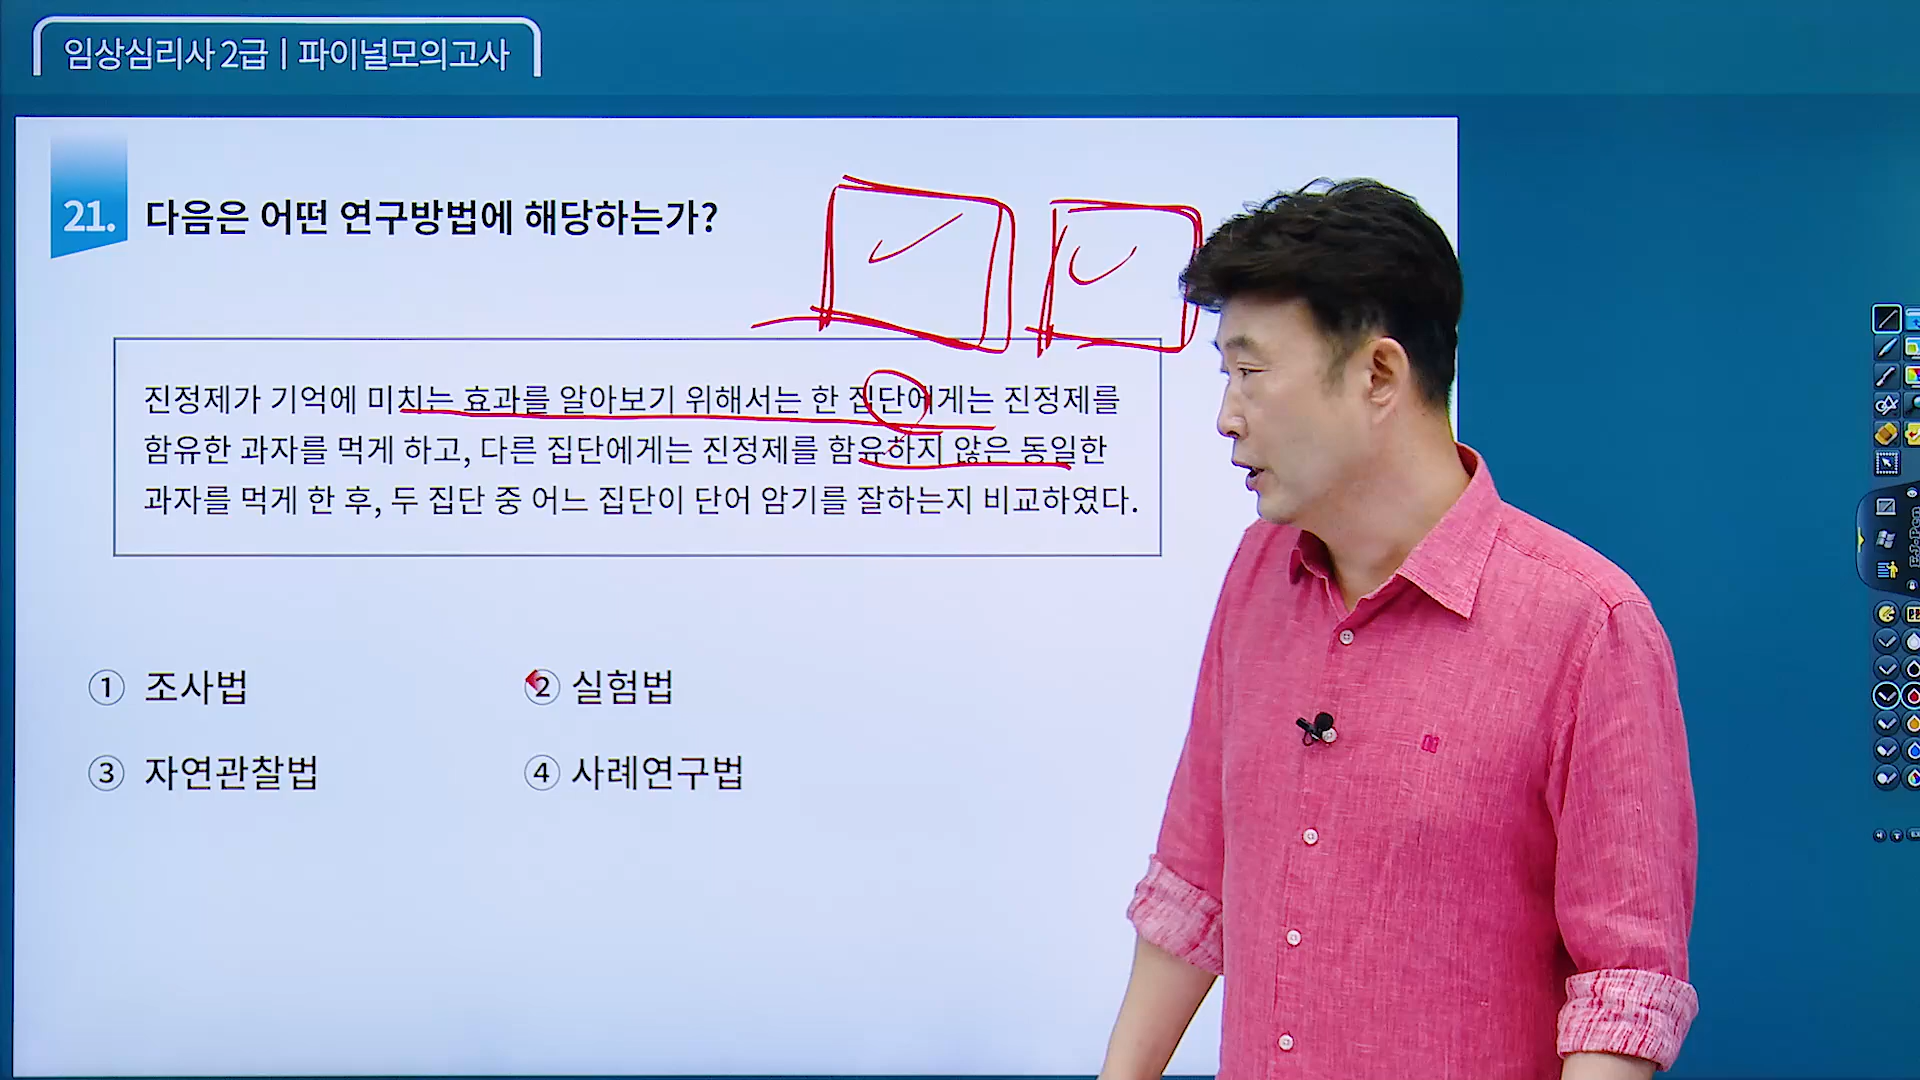 임상심리사 2급 | 파이널모의고사
21. 다음은 어떤 연구방법에 해당하는가?
진정제가 기억에 미치는 효과를 알아보기 위해서는 한 집단에게는 진정제를
함유한 과자를 먹게 하고, 다른 집단에게는 진정제를 함유하지 않은 동일한
과자를 먹게 한 후, 두 집단 중 어느 집단이 단어 암기를 잘하는지 비교하였다.
① 조사법
② 실험법
③ 자연관찰법
④ 사례연구법